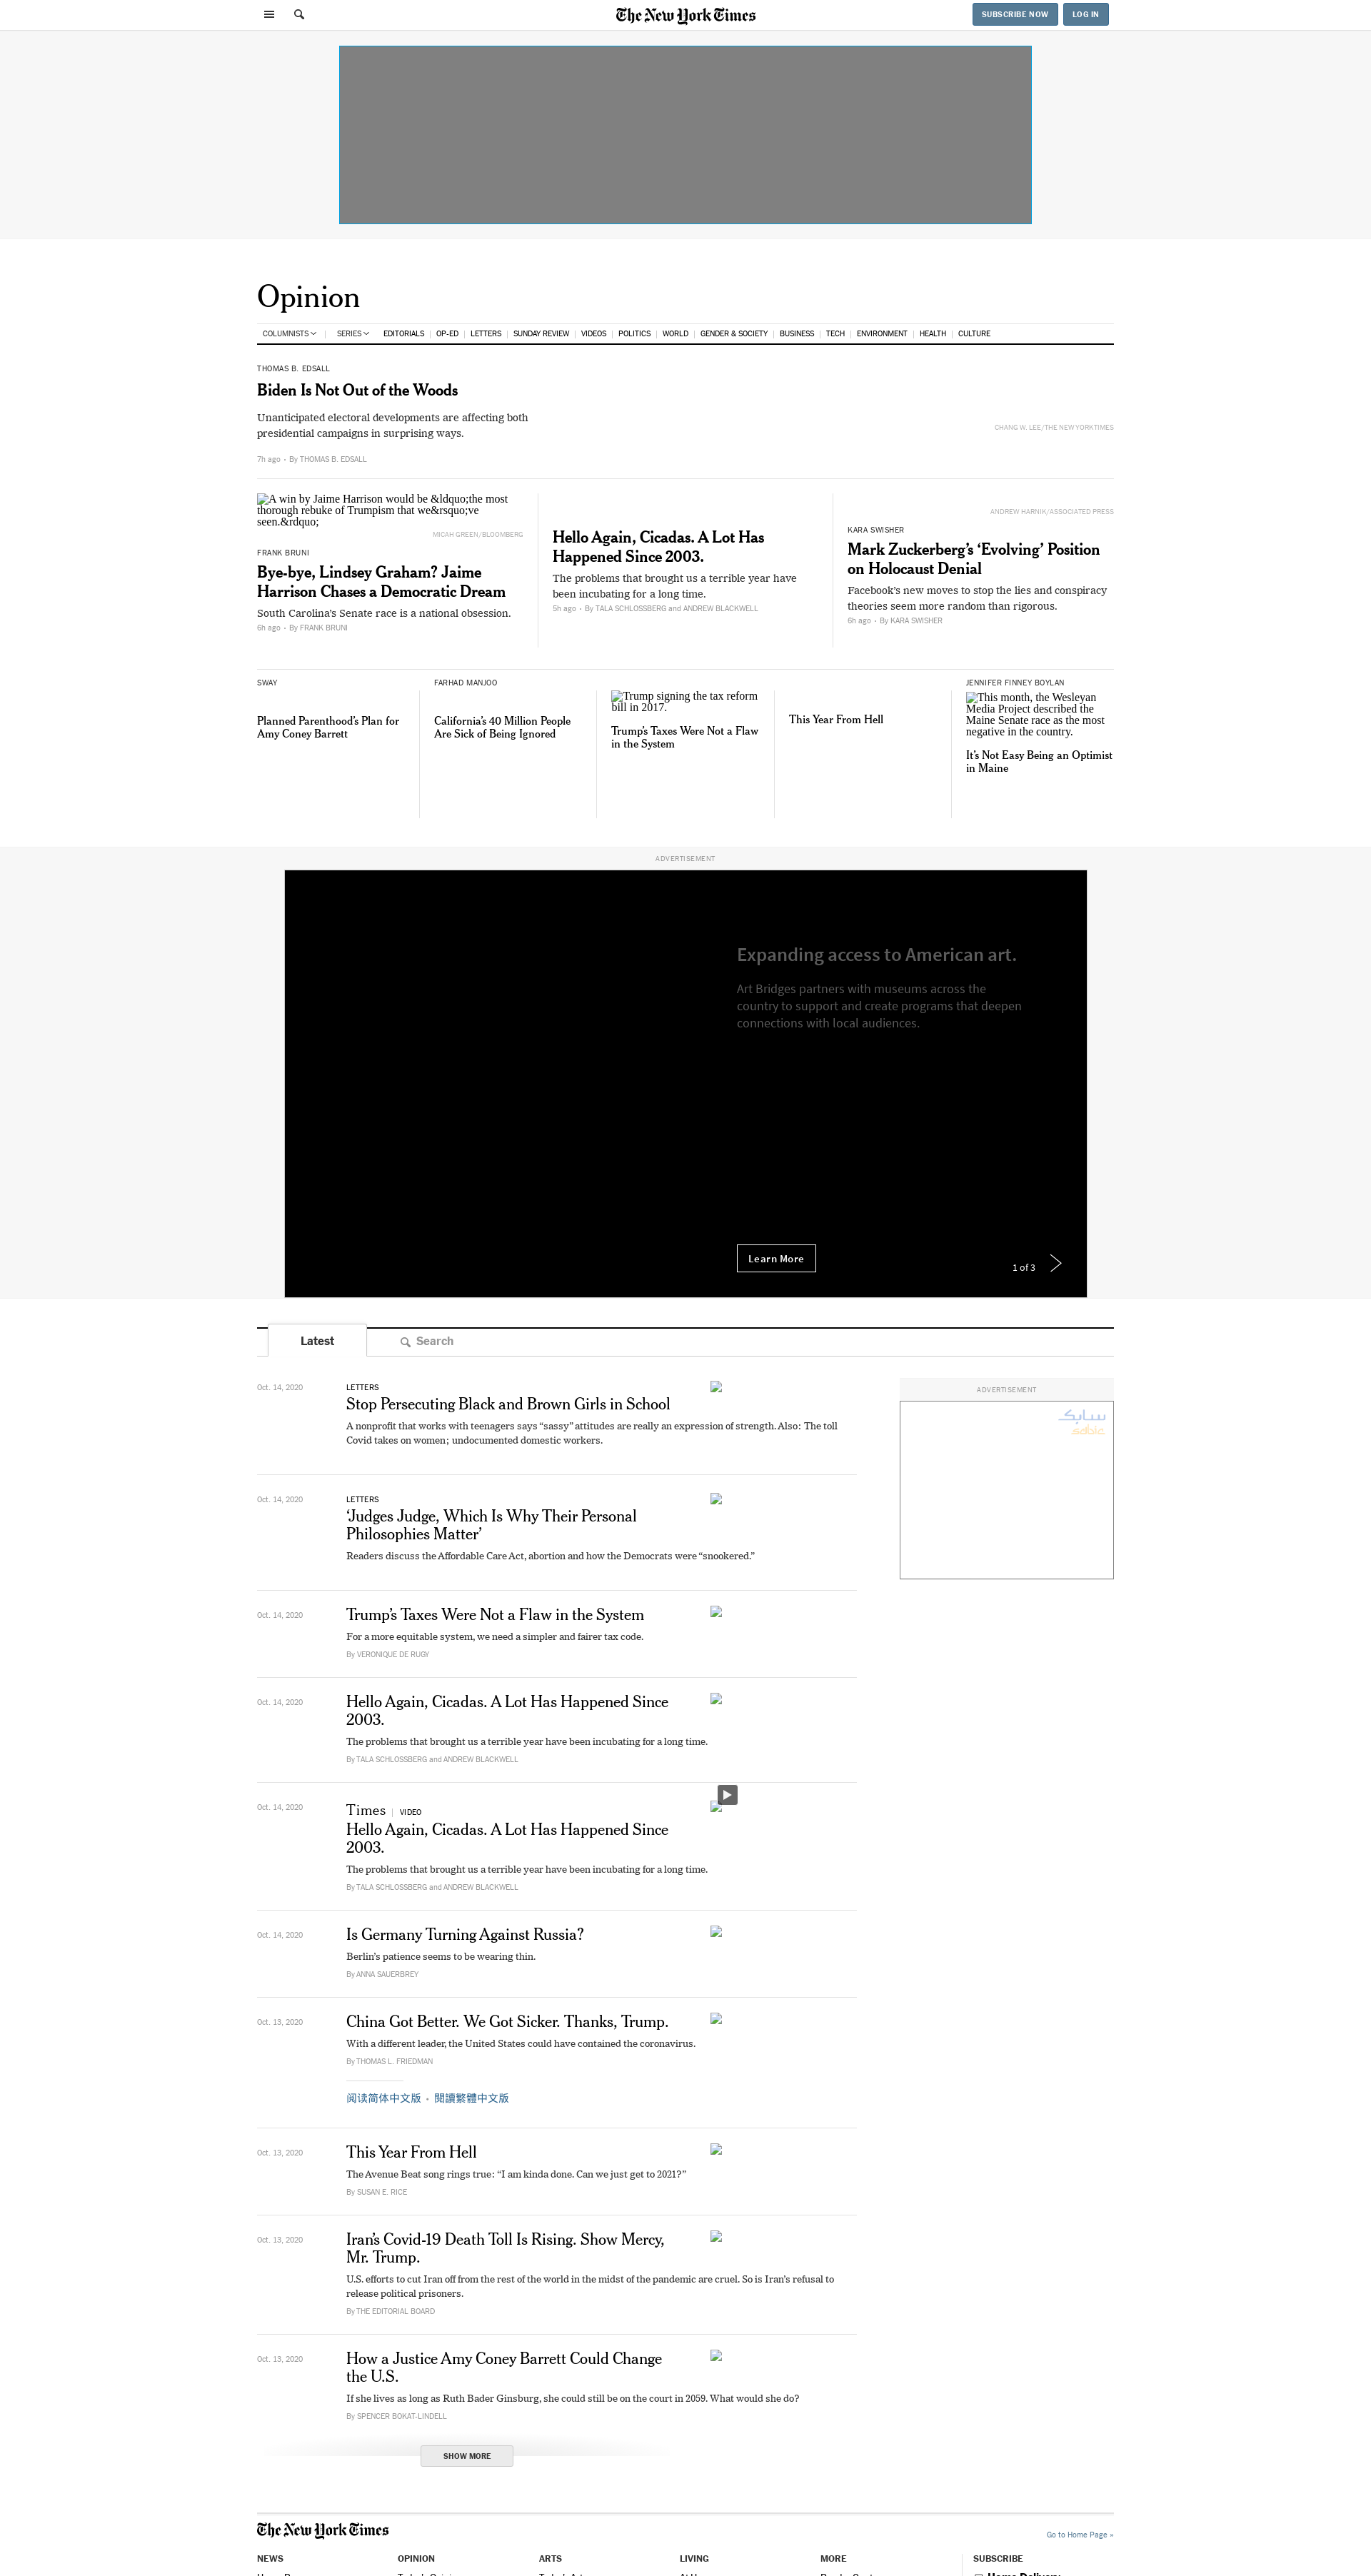 The New York Times
SUBSCRIBE NOW
LOG IN
Opinion
COLUMNISTS
SERIES
EDITORIALS
OP-ED
LETTERS
SUNDAY REVIEW
VIDEOS
POLITICS
WORLD
GENDER & SOCIETY
BUSINESS
TECH
ENVIRONMENT
HEALTH
CULTURE
THOMAS B. EDSALL
Biden Is Not Out of the Woods
Unanticipated electoral developments are affecting both
presidential campaigns in surprising ways.
7h ago • By THOMAS B. EDSALL
CHANG W. LEE/THE NEW YORK TIMES
A win by Jaime Harrison would be &ldquo;the most
thorough rebuke of Trumpism that we&rsquo;ve
seen.&rdquo;
MICAH GREEN/BLOOMBERG
FRANK BRUNI
Bye-bye, Lindsey Graham? Jaime
Harrison Chases a Democratic Dream
South Carolina’s Senate race is a national obsession.
6h ago • By FRANK BRUNI
Hello Again, Cicadas. A Lot Has
Happened Since 2003.
The problems that brought us a terrible year have
been incubating for a long time.
5h ago • By TALA SCHLOSSBERG and ANDREW BLACKWELL
ANDREW HARNIK/ASSOCIATED PRESS
KARA SWISHER
Mark Zuckerberg’s ‘Evolving’ Position
on Holocaust Denial
Facebook’s new moves to stop the lies and conspiracy
theories seem more random than rigorous.
6h ago • By KARA SWISHER
SWAY
Planned Parenthood’s Plan for
Amy Coney Barrett
FARHAD MANJOO
California’s 40 Million People
Are Sick of Being Ignored
Trump signing the tax reform
bill in 2017.
Trump’s Taxes Were Not a Flaw
in the System
This Year From Hell
JENNIFER FINNEY BOYLAN
This month, the Wesleyan
Media Project described the
Maine Senate race as the most
negative in the country.
It’s Not Easy Being an Optimist
in Maine
ADVERTISEMENT
Expanding access to American art.
Art Bridges partners with museums across the
country to support and create programs that deepen
connections with local audiences.
Learn More
1 of 3
Latest
Search
Oct. 14, 2020
LETTERS
Stop Persecuting Black and Brown Girls in School
A nonprofit that works with teenagers says “sassy” attitudes are really an expression of strength. Also: The toll
Covid takes on women; undocumented domestic workers.
ADVERTISEMENT
سابك
sabic
Oct. 14, 2020
LETTERS
‘Judges Judge, Which Is Why Their Personal
Philosophies Matter’
Readers discuss the Affordable Care Act, abortion and how the Democrats were “snookered.”
Oct. 14, 2020
Trump’s Taxes Were Not a Flaw in the System
For a more equitable system, we need a simpler and fairer tax code.
By VERONIQUE DE RUGY
Oct. 14, 2020
Hello Again, Cicadas. A Lot Has Happened Since
2003.
The problems that brought us a terrible year have been incubating for a long time.
By TALA SCHLOSSBERG and ANDREW BLACKWELL
Oct. 14, 2020
Times | VIDEO
Hello Again, Cicadas. A Lot Has Happened Since
2003.
The problems that brought us a terrible year have been incubating for a long time.
By TALA SCHLOSSBERG and ANDREW BLACKWELL
Oct. 14, 2020
Is Germany Turning Against Russia?
Berlin’s patience seems to be wearing thin.
By ANNA SAUERBREY
Oct. 13, 2020
China Got Better. We Got Sicker. Thanks, Trump.
With a different leader, the United States could have contained the coronavirus.
By THOMAS L. FRIEDMAN
阅读简体中文版 • 閱讀繁體中文版
Oct. 13, 2020
This Year From Hell
The Avenue Beat song rings true: “I am kinda done. Can we just get to 2021?”
By SUSAN E. RICE
Oct. 13, 2020
Iran’s Covid-19 Death Toll Is Rising. Show Mercy,
Mr. Trump.
U.S. efforts to cut Iran off from the rest of the world in the midst of the pandemic are cruel. So is Iran’s refusal to
release political prisoners.
By THE EDITORIAL BOARD
Oct. 13, 2020
How a Justice Amy Coney Barrett Could Change
the U.S.
If she lives as long as Ruth Bader Ginsburg, she could still be on the court in 2059. What would she do?
By SPENCER BOKAT-LINDELL
SHOW MORE
The New York Times
Go to Home Page »
NEWS
OPINION
ARTS
LIVING
MORE
SUBSCRIBE